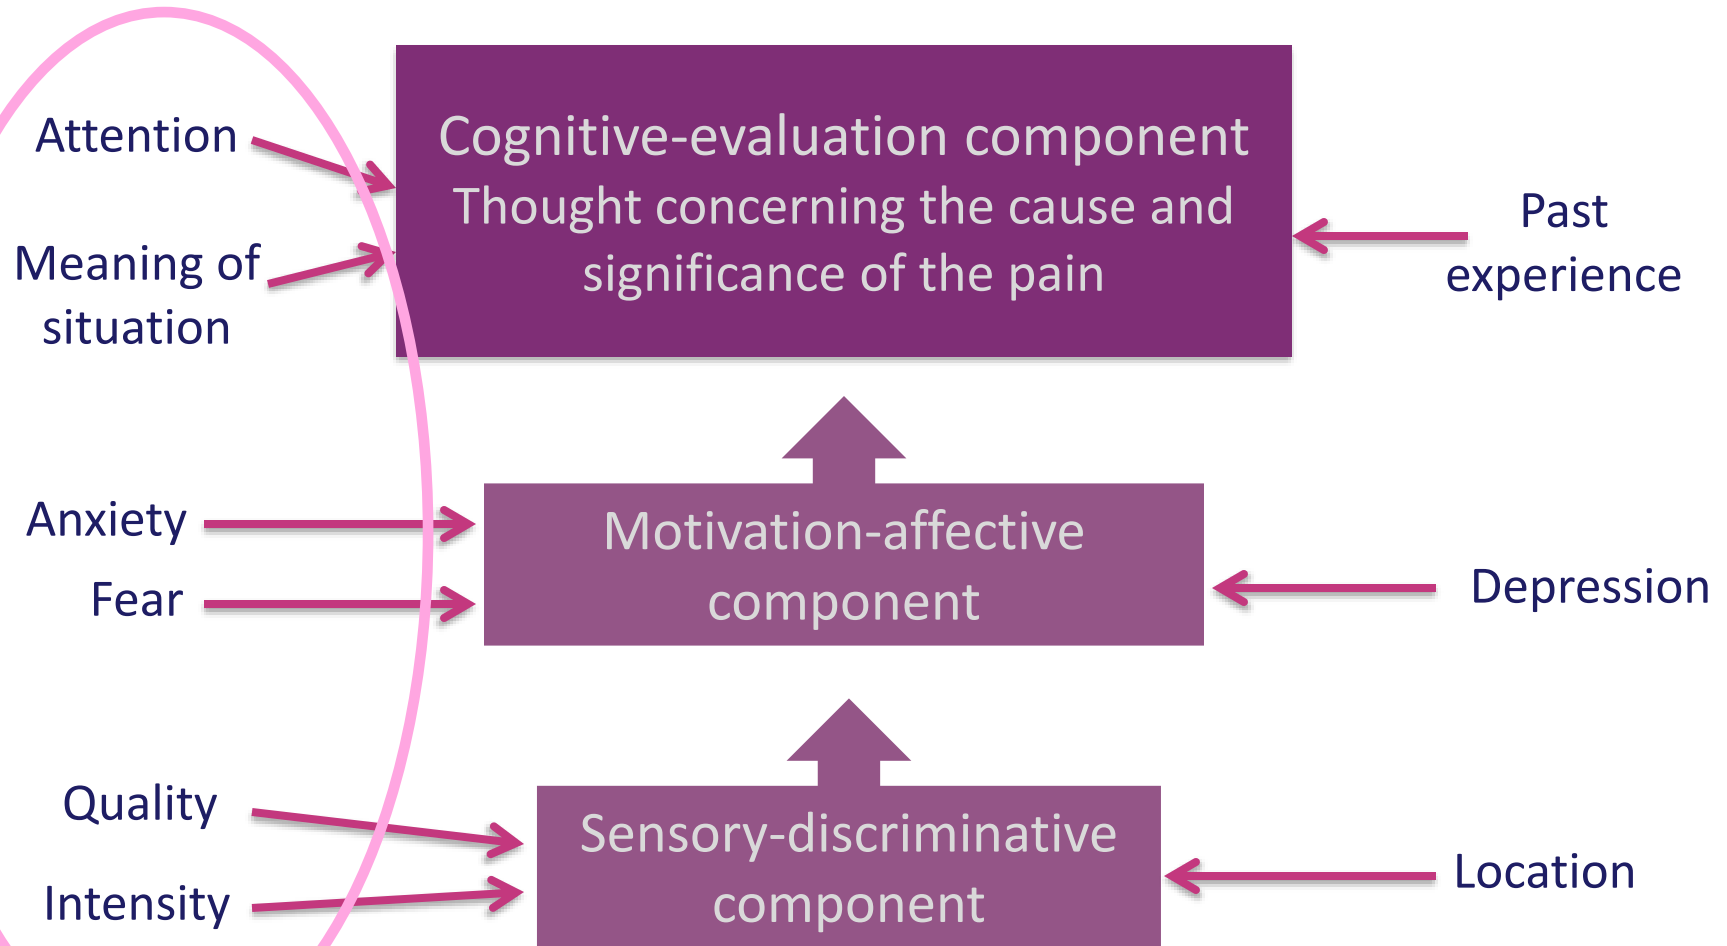 Attention
Cognitive-evaluation component
Thought concerning the cause and
significance of the pain
Meaning of
situation
Past
experience
Anxiety
Fear
Motivation-affective
component
Depression
Quality
Intensity
Sensory-discriminative
component
Location